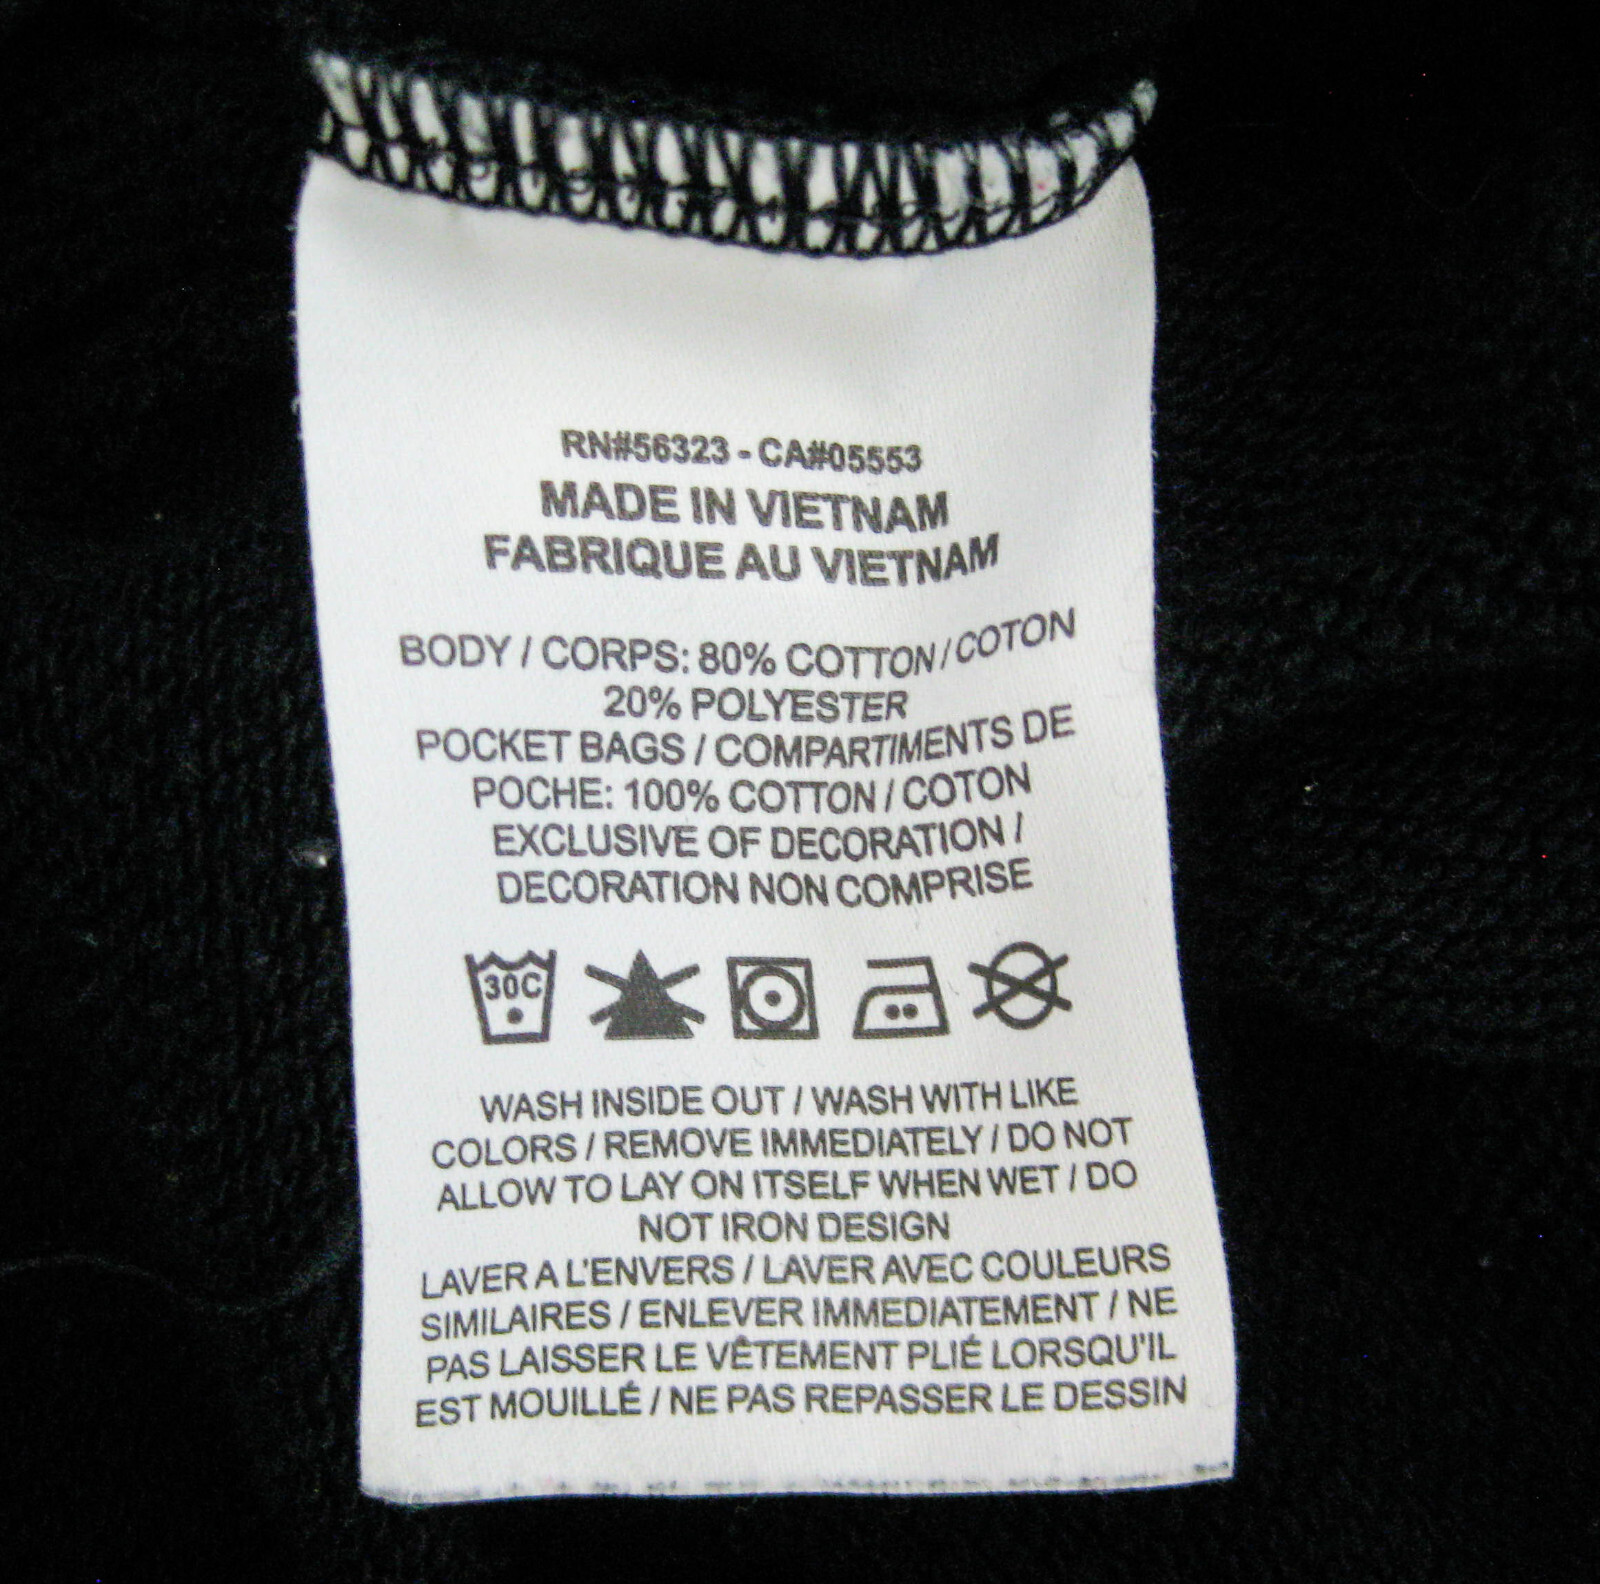 RN#56323 - CA#05553
MADE IN VIETNAM
FABRIQUE AU VIETNAM
BODY / CORPS: 80% COTTON / COTON
20% POLYESTER
POCKET BAGS / COMPARTIMENTS DE
POCHE: 100% COTTON / COTON
EXCLUSIVE OF DECORATION /
DECORATION NON COMPRISE
30C
WASH INSIDE OUT / WASH WITH LIKE
COLORS / REMOVE IMMEDIATELY / DO NOT
ALLOW TO LAY ON ITSELF WHEN WET / DO
NOT IRON DESIGN
LAVER A L'ENVERS / LAVER AVEC COULEURS
SIMILAIRES / ENLEVER IMMEDIATEMENT / NE
PAS LAISSER LE VÊTEMENT PLIÉ LORSQU'IL
EST MOUILLÉ / NE PAS REPASSER LE DESSIN